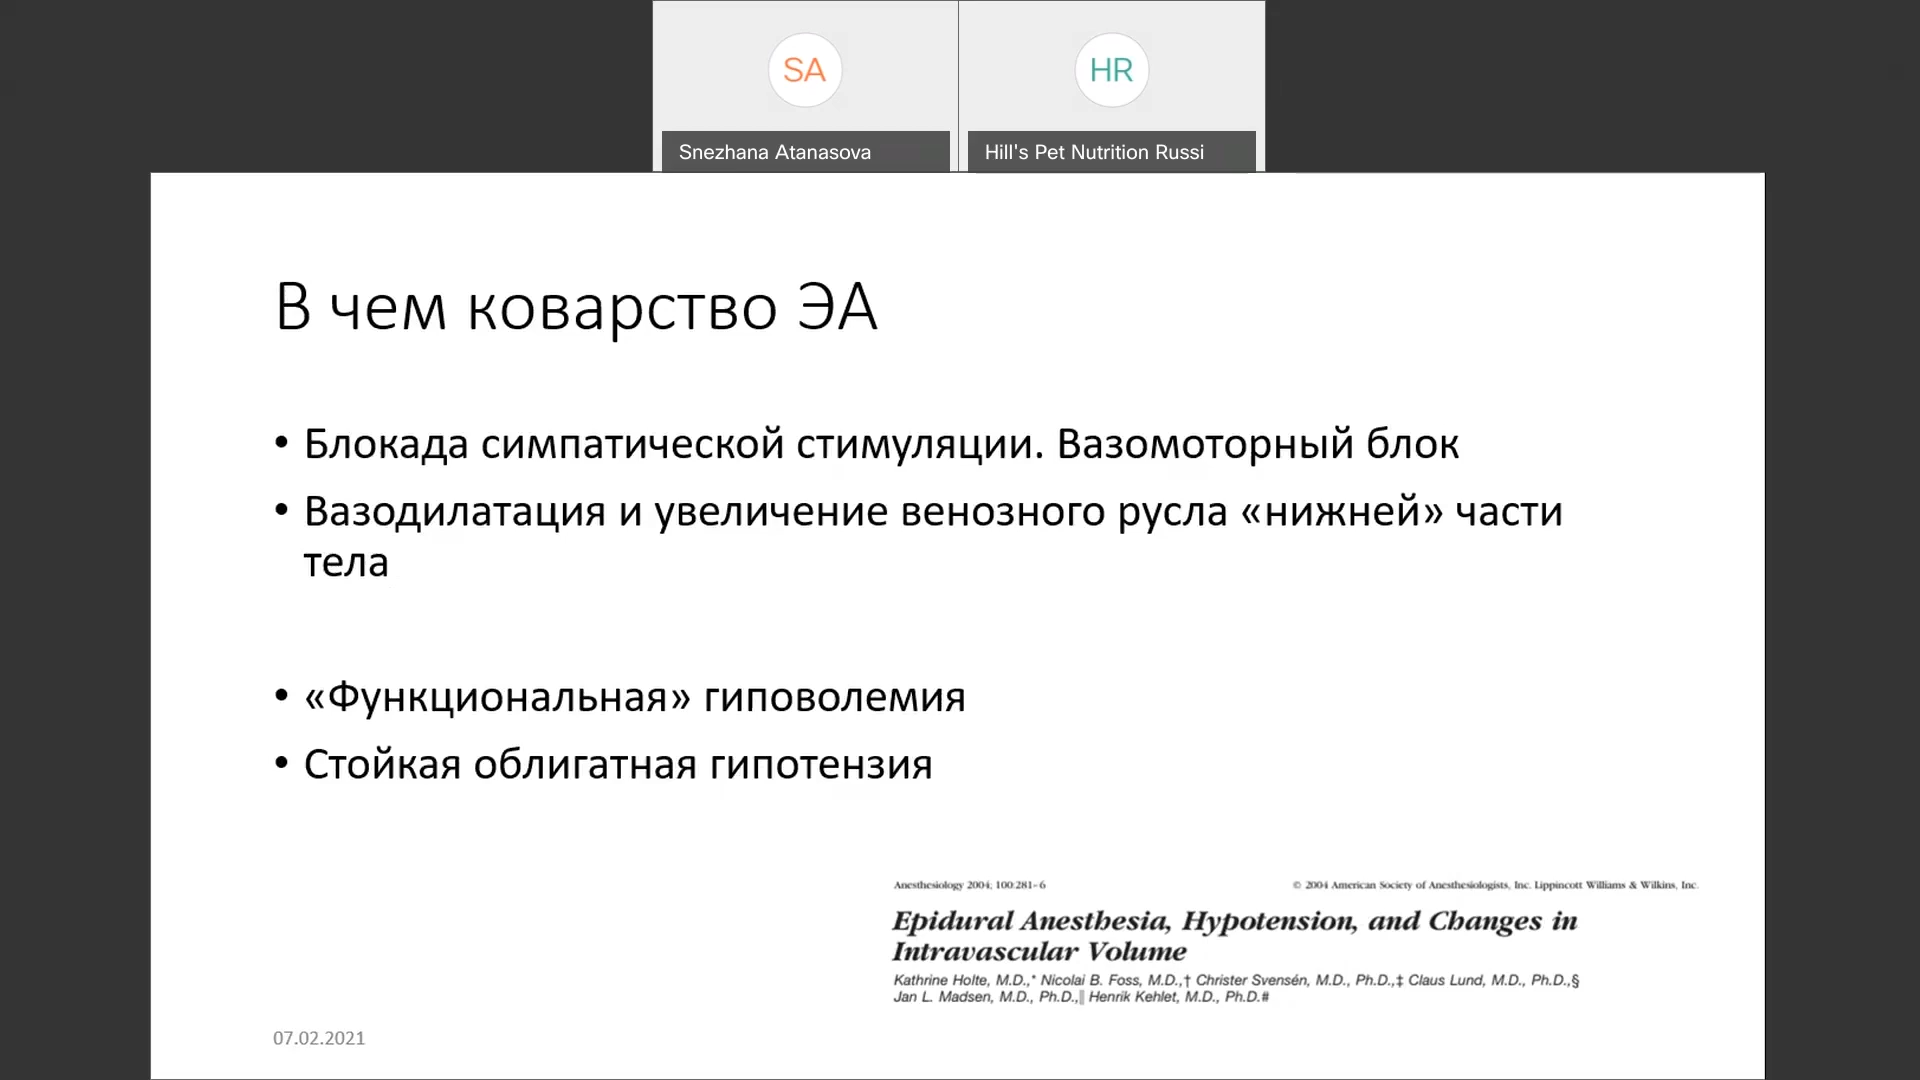 SA
HR
Snezhana Atanasova
Hill's Pet Nutrition Russi
В чем коварство ЭА
• Блокада симпатической стимуляции. Вазомоторный блок
• Вазодилатация и увеличение венозного русла «нижней» части
тела
• «Функциональная» гиповолемия
• Стойкая облигатная гипотензия
Anesthesiology 2004; 100:281–6
© 2004 American Society of Anesthesiologists, Inc. Lippincott Williams & Wilkins, Inc.
Epidural Anesthesia, Hypotension, and Changes in
Intravascular Volume
Kathrine Holte, M.D.,* Nicolai B. Foss, M.D.,† Christer Svensén, M.D., Ph.D.,‡ Claus Lund, M.D., Ph.D.,§
Jan L. Madsen, M.D., Ph.D.,‖ Henrik Kehlet, M.D., Ph.D.#
07.02.2021